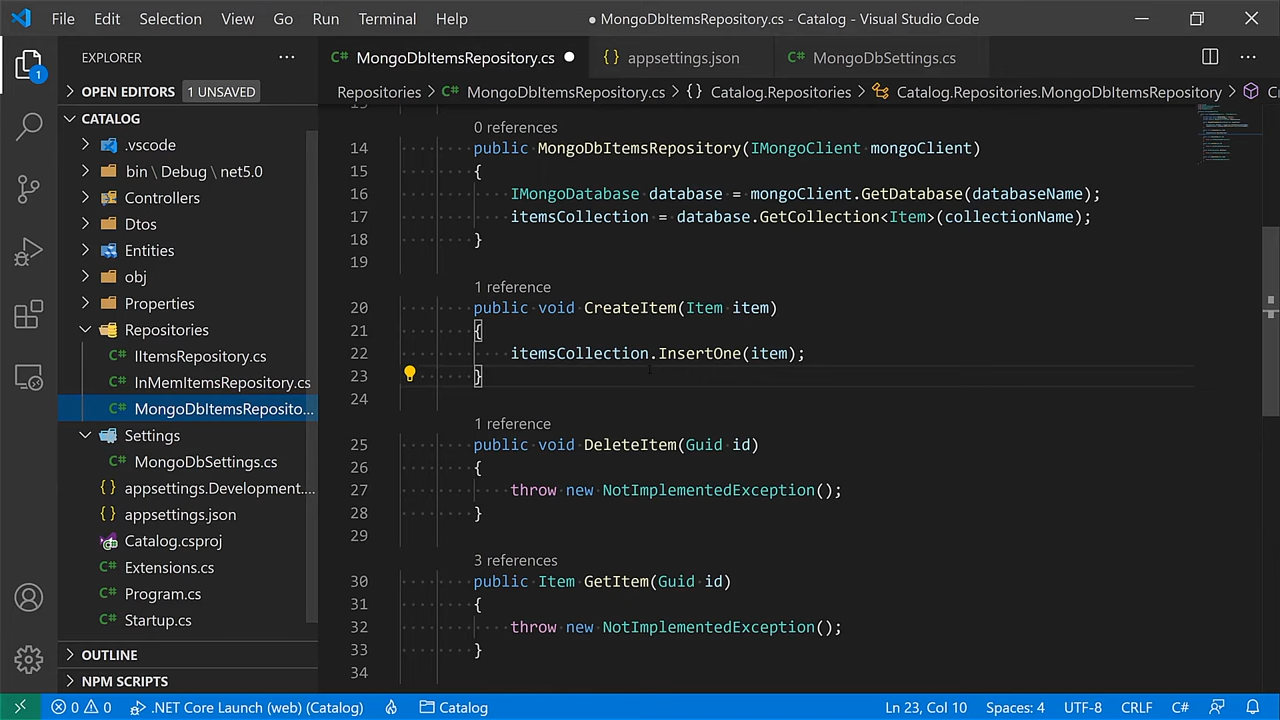 File Edit Selection View Go Run Terminal Help
● MongoDbItemsRepository.cs - Catalog - Visual Studio Code
EXPLORER
MongoDbItemsRepository.cs
appsettings.json
MongoDbSettings.cs
OPEN EDITORS 1 UNSAVED
Repositories > MongoDbItemsRepository.cs > {} Catalog.Repositories > Catalog.Repositories.MongoDbItemsRepository >
1
CATALOG
.vscode
bin \ Debug \ net5.0
Controllers
Dtos
Entities
obj
Properties
Repositories
IItemsRepository.cs
InMemItemsRepository.cs
MongoDbItemsReposito...
Settings
MongoDbSettings.cs
appsettings.Development....
appsettings.json
Catalog.csproj
Extensions.cs
Program.cs
Startup.cs
OUTLINE
NPM SCRIPTS
0 references
14 public MongoDbItemsRepository(IMongoClient mongoClient)
15 {
16 IMongoDatabase database = mongoClient.GetDatabase(databaseName);
17 itemsCollection = database.GetCollection<Item>(collectionName);
18 }
19
1 reference
20 public void CreateItem(Item item)
21 {
22 itemsCollection.InsertOne(item);
23 }
24
1 reference
25 public void DeleteItem(Guid id)
26 {
27 throw new NotImplementedException();
28 }
29
3 references
30 public Item GetItem(Guid id)
31 {
32 throw new NotImplementedException();
33 }
34
0 0 .NET Core Launch (web) (Catalog) Catalog Ln 23, Col 10 Spaces: 4 UTF-8 CRLF C#